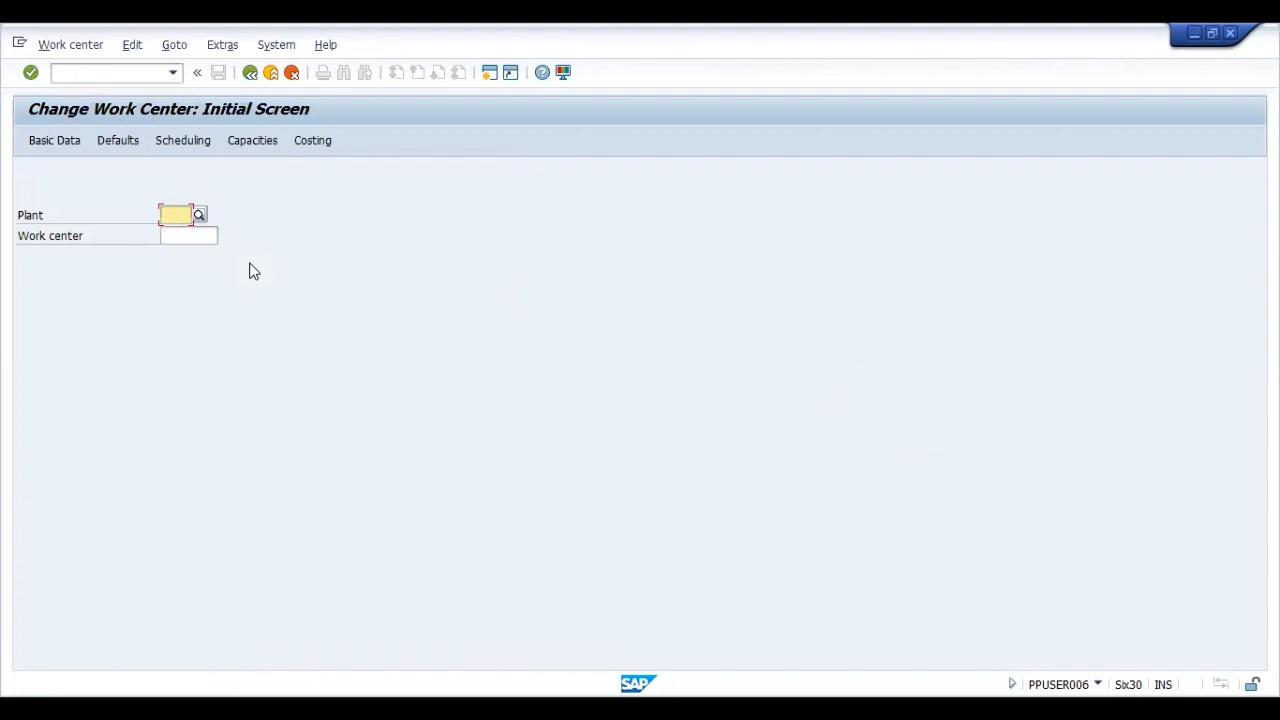 Work center Edit Goto Extras System Help
Change Work Center: Initial Screen
Basic Data Defaults Scheduling Capacities Costing
Plant
Work center
SAP PPUSER006 Six30 INS